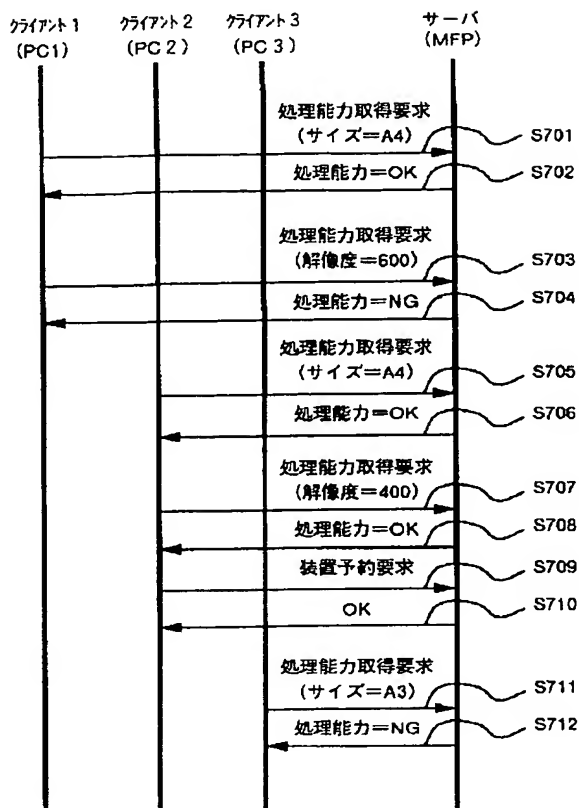 クライアント1
(PC1)
クライアント2
(PC2)
クライアント3
(PC3)
サーバ
(MFP)
処理能力取得要求
(サイズ=A4)
S701
処理能力=OK
S702
処理能力取得要求
(解像度=600)
S703
処理能力=NG
S704
処理能力取得要求
(サイズ=A4)
S705
処理能力=OK
S706
処理能力取得要求
(解像度=400)
S707
処理能力=OK
S708
装置予約要求
S709
OK
S710
処理能力取得要求
(サイズ=A3)
S711
処理能力=NG
S712